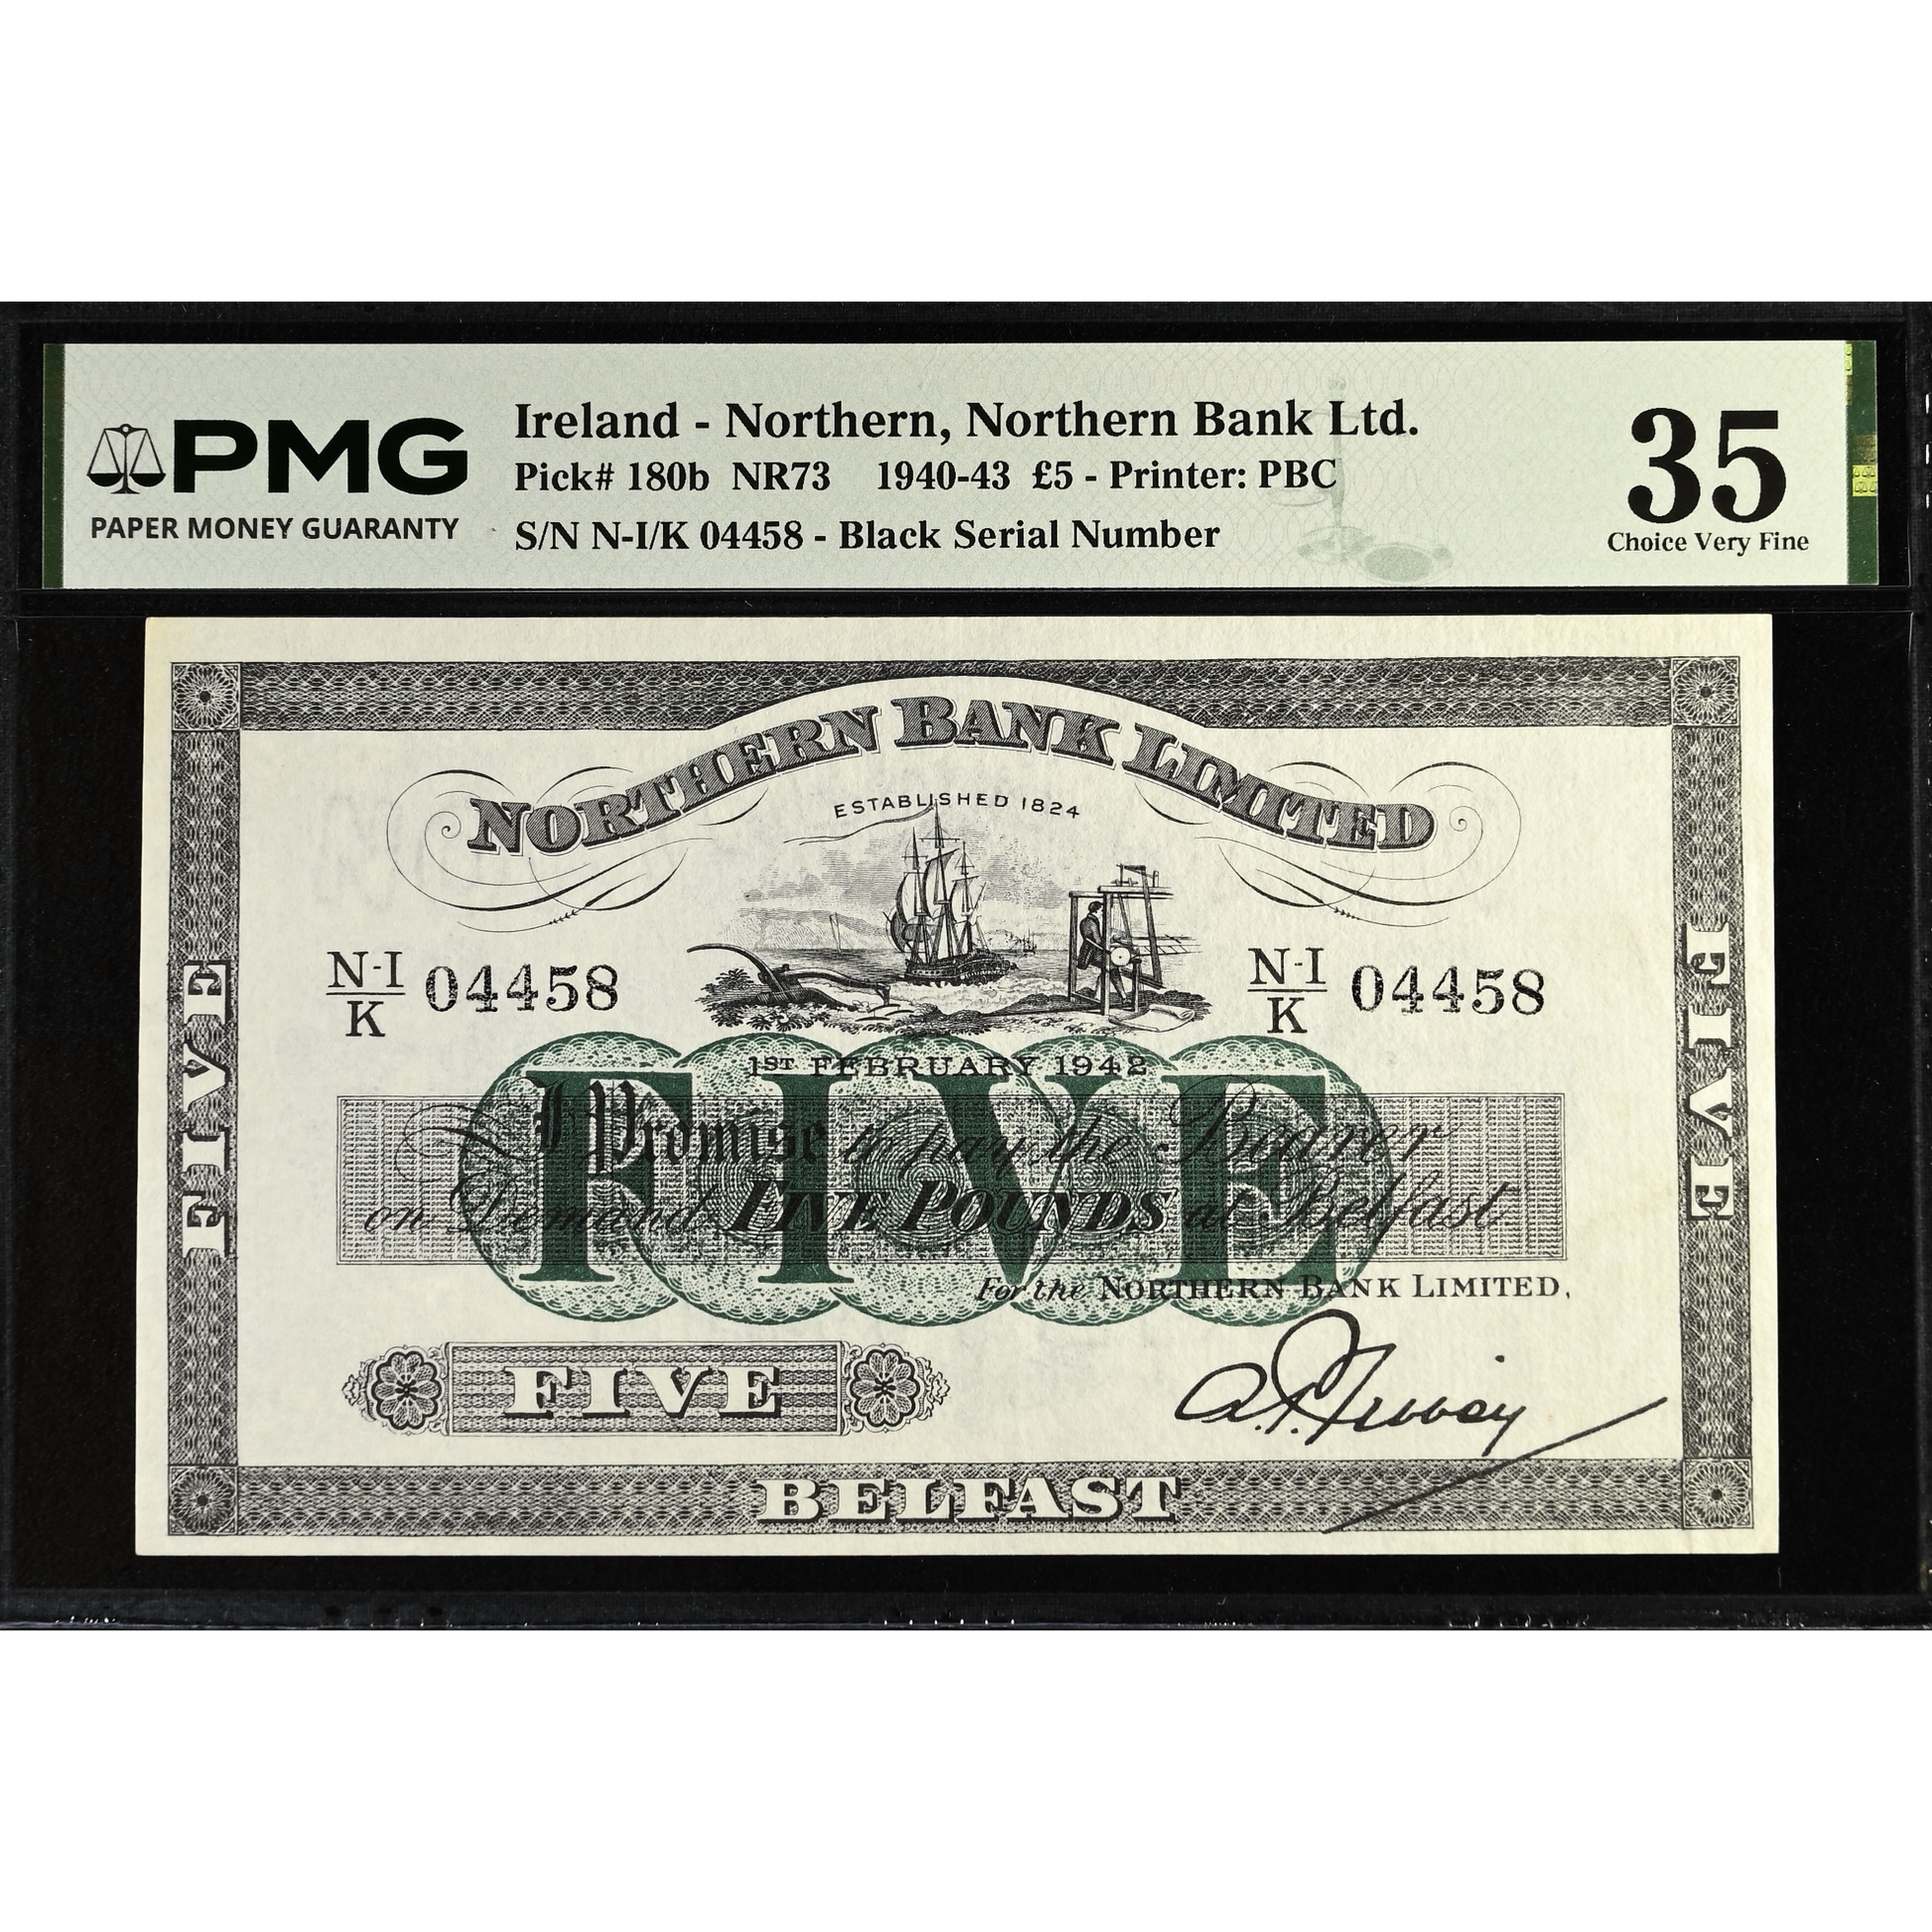 PMG
PAPER MONEY GUARANTY
Ireland - Northern, Northern Bank Ltd.
Pick# 180b NR73 1940-43 £5 - Printer: PBC
S/N N-I/K 04458 - Black Serial Number
35
Choice Very Fine
NORTHERN BANK LIMITED
ESTABLISHED 1824
N-I/K 04458
N-I/K 04458
1ST FEBRUARY 1942
FIVE
I Promise to pay the Bearer
on Demand FIVE POUNDS at Belfast
For the NORTHERN BANK LIMITED.
FIVE
FIVE
FIVE
BELFAST